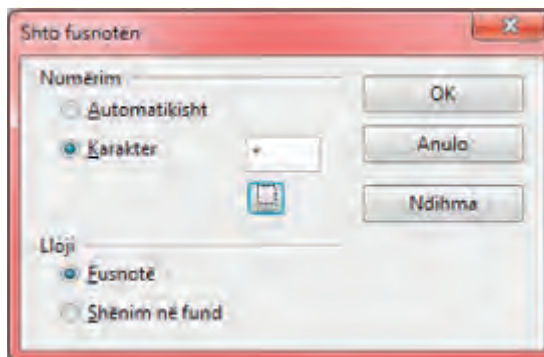 Shto fusnotën
Numërim
Automatikisht
Karakter
*
Lloji
Fusnotë
Shënim në fund
OK
Anulo
Ndihma